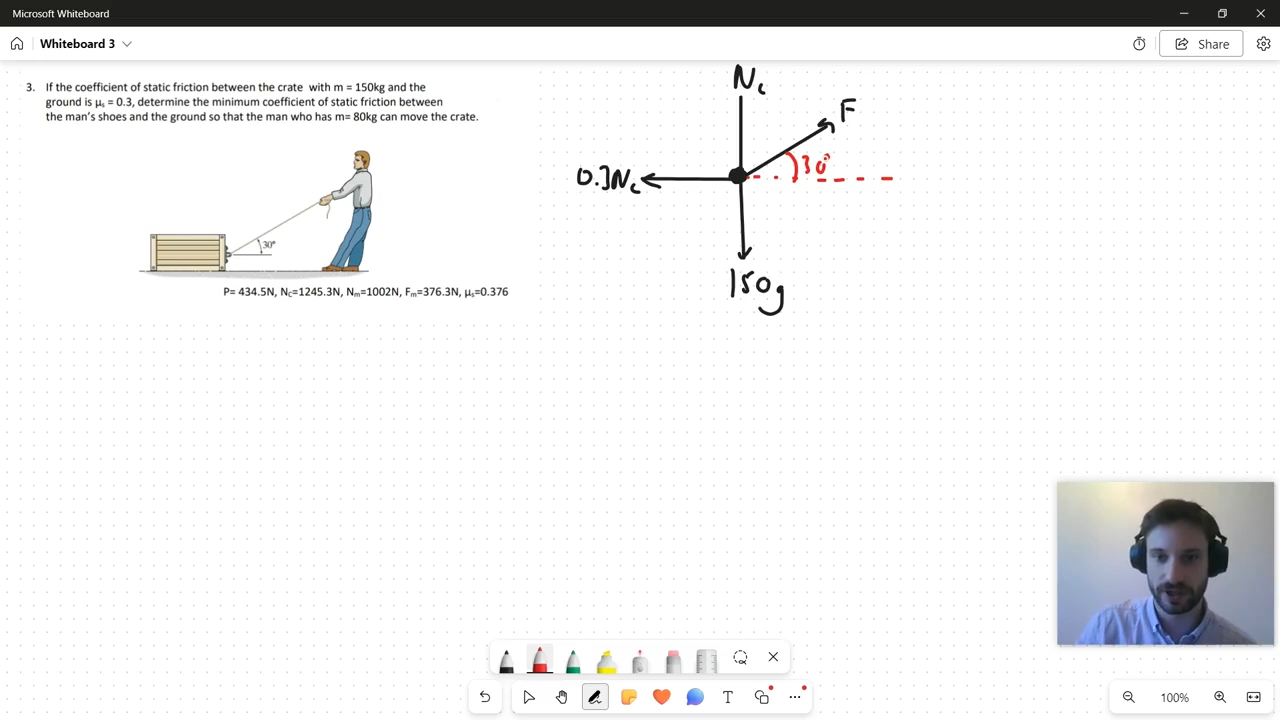 Microsoft Whiteboard
Whiteboard 3
Share
3. If the coefficient of static friction between the crate with m = 150kg and the
ground is μs = 0.3, determine the minimum coefficient of static friction between
the man's shoes and the ground so that the man who has m= 80kg can move the crate.
30°
P= 434.5N, NC=1245.3N, Nm=1002N, Fm=376.3N, μs=0.376
Nc
F
30°
0.3Nc
150g
100%